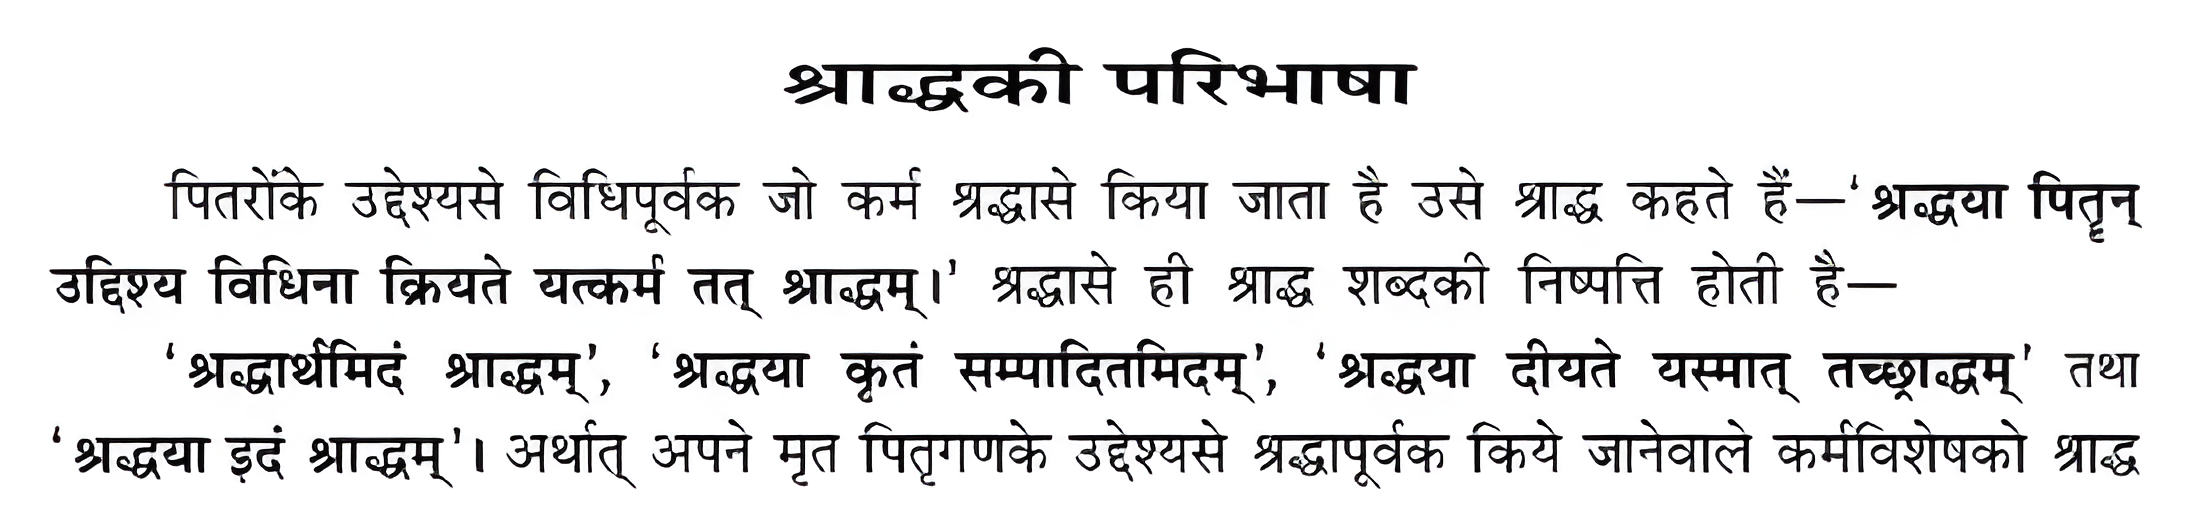 श्राद्धकी परिभाषा
पितरोंके उद्देश्यसे विधिपूर्वक जो कर्म श्रद्धासे किया जाता है उसे श्राद्ध कहते हैं—‘श्रद्धया पितॄन्
उद्दिश्य विधिना क्रियते यत्कर्म तत् श्राद्धम्।’ श्रद्धासे ही श्राद्ध शब्दकी निष्पत्ति होती है—
‘श्रद्धार्थमिदं श्राद्धम्’, ‘श्रद्धया कृतं सम्पादितमिदम्’, ‘श्रद्धया दीयते यस्मात् तच्छ्राद्धम्’ तथा
‘श्रद्धया इदं श्राद्धम्’। अर्थात् अपने मृत पितृगणके उद्देश्यसे श्रद्धापूर्वक किये जानेवाले कर्मविशेषको श्राद्ध